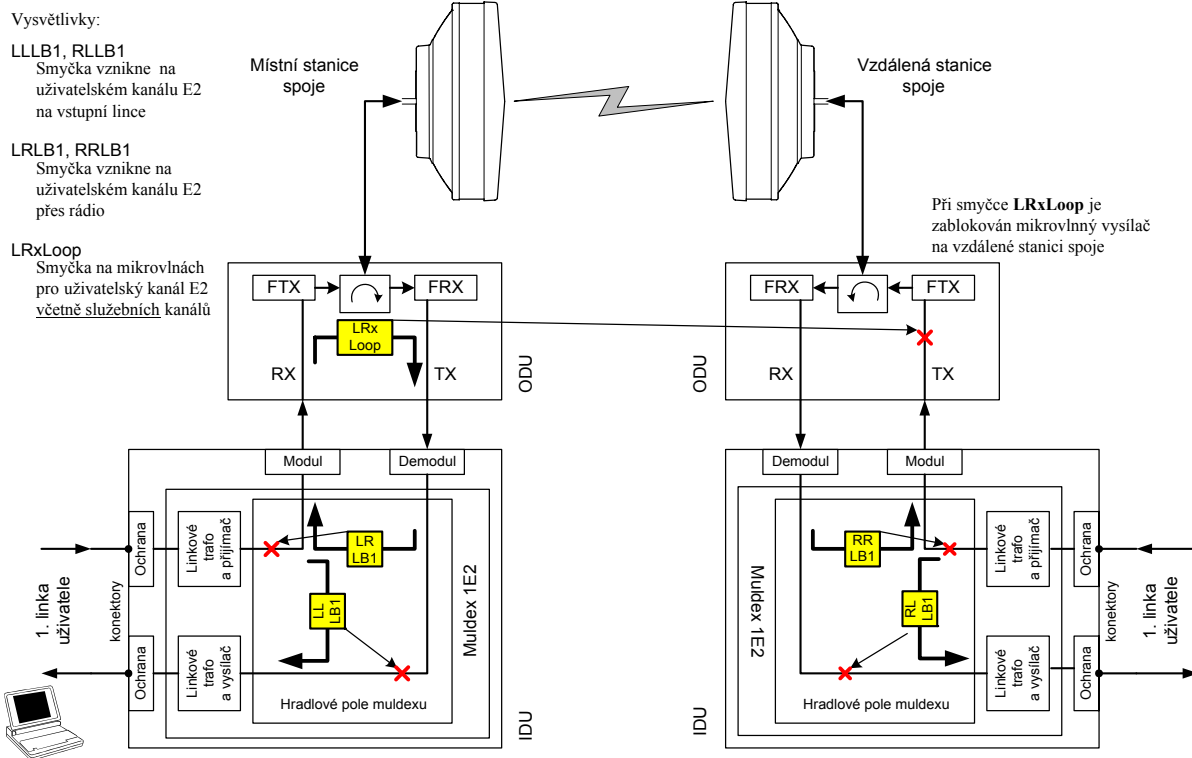 Vysvětlivky:
LLLB1, RLLB1
Smyčka vznikne na
uživatelském kanálu E2
na vstupní lince
LRLB1, RRLB1
Smyčka vznikne na
uživatelském kanálu E2
přes rádio
LRxLoop
Smyčka na mikrovlnách
pro uživatelský kanál E2
včetně služebních kanálů
Místní stanice
spoje
Vzdálená stanice
spoje
Při smyčce LRxLoop je
zablokován mikrovlnný vysílač
na vzdálené stanici spoje
FTX
FRX
LRx
Loop
RX
TX
ODU
FRX
FTX
RX
TX
ODU
Modul
Demodul
Ochrana
Linkové
trafo
a přijímač
LR
LB1
LL
LB1
Muldex 1E2
1. linka
uživatele
konektory
Ochrana
Linkové
trafo
a vysílač
Hradlové pole muldexu
IDU
Demodul
Modul
RR
LB1
RL
LB1
Muldex 1E2
Linkové
trafo
a přijímač
Ochrana
konektory
1. linka
uživatele
Linkové
trafo
a vysílač
Ochrana
Hradlové pole muldexu
IDU